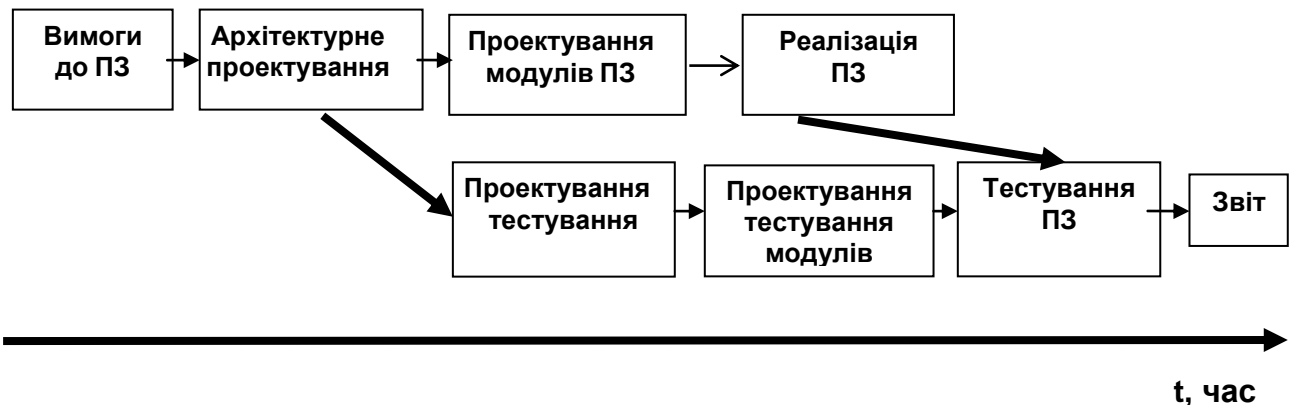 Вимоги
до ПЗ
Архітектурне
проектування
Проектування
модулів ПЗ
Реалізація
ПЗ
Проектування
тестування
Проектування
тестування
модулів
Тестування
ПЗ
Звіт
t, час